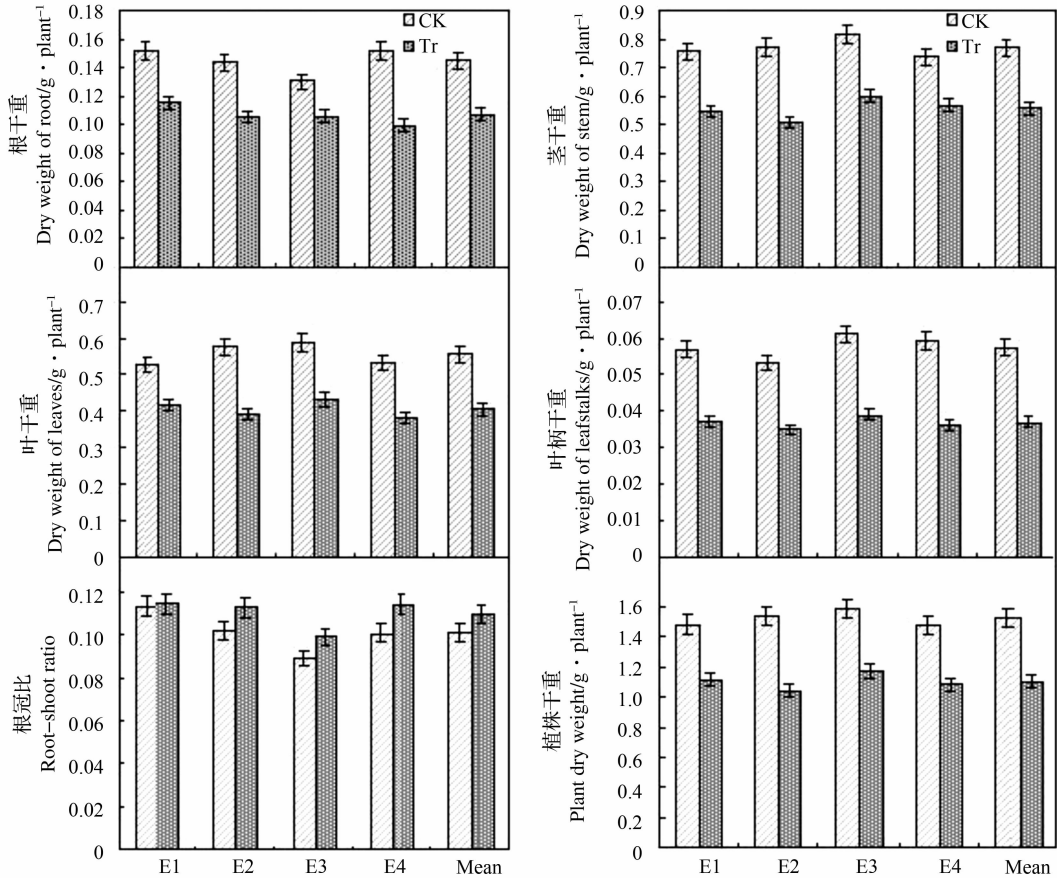 根干重
Dry weight of root/g·plant⁻¹
0.18
0.16
0.14
0.12
0.10
0.08
0.06
0.04
0.02
0
CK
Tr
茎干重
Dry weight of stem/g·plant⁻¹
0.9
0.8
0.7
0.6
0.5
0.4
0.3
0.2
0.1
0
CK
Tr
叶干重
Dry weight of leaves/g·plant⁻¹
0.7
0.6
0.5
0.4
0.3
0.2
0.1
0
叶柄干重
Dry weight of leafstalks/g·plant⁻¹
0.07
0.06
0.05
0.04
0.03
0.02
0.01
0
根冠比
Root-shoot ratio
0.12
0.10
0.08
0.06
0.04
0.02
0
E1 E2 E3 E4 Mean
植株干重
Plant dry weight/g·plant⁻¹
1.6
1.4
1.2
1.0
0.8
0.6
0.4
0.2
0
E1 E2 E3 E4 Mean